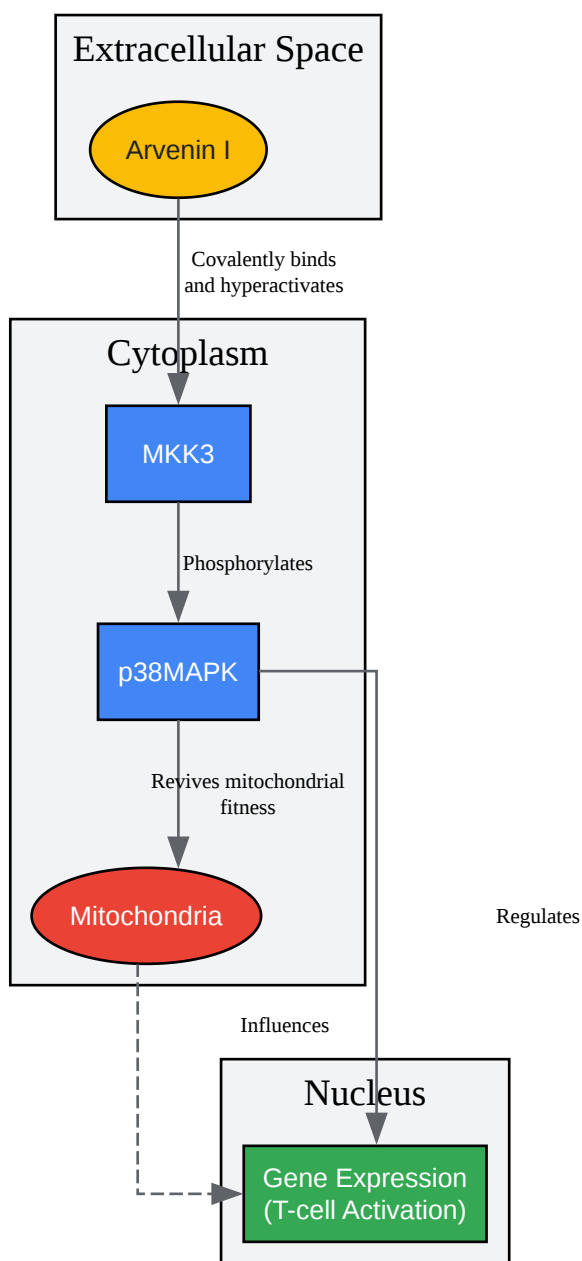 Extracellular Space
Arvenin I
Covalently binds
and hyperactivates
Cytoplasm
MKK3
Phosphorylates
p38MAPK
Revives mitochondrial
fitness
Mitochondria
Regulates
Influences
Nucleus
Gene Expression
(T-cell Activation)